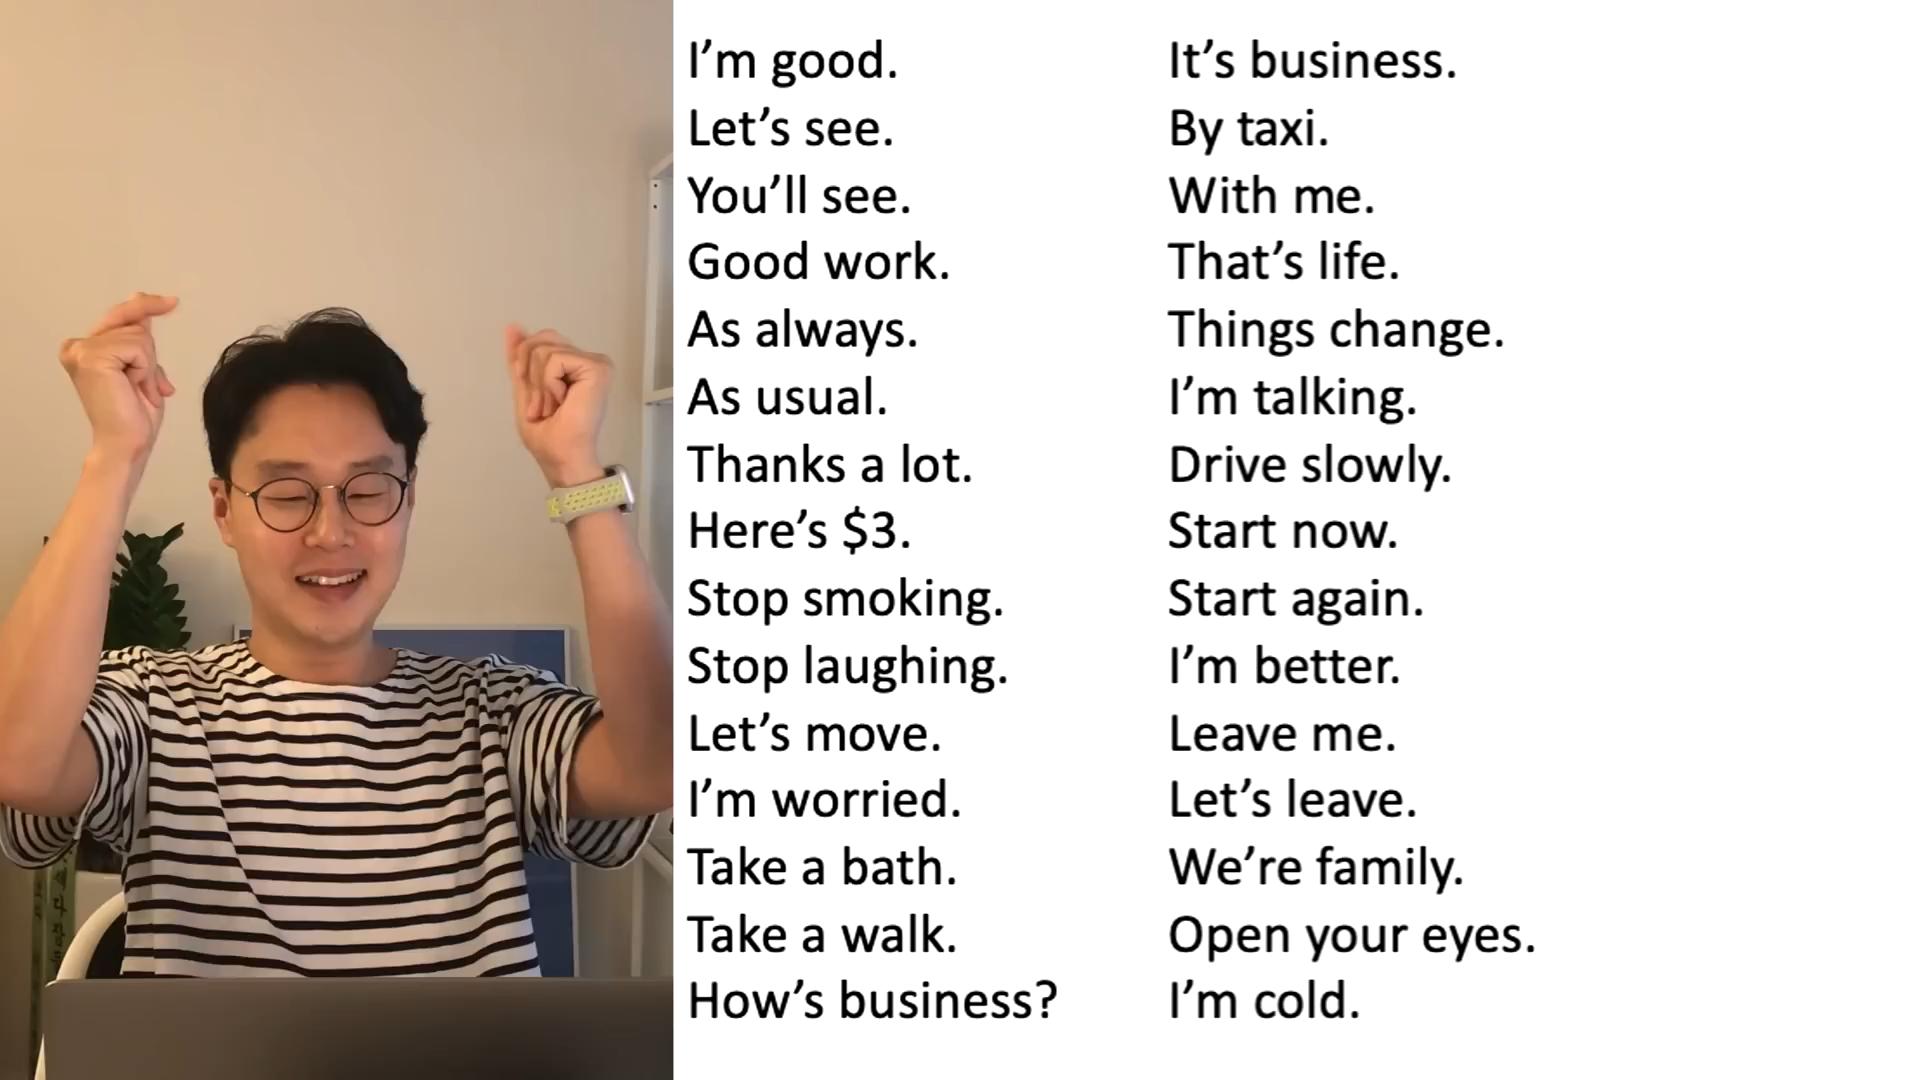 I’m good.
Let’s see.
You’ll see.
Good work.
As always.
As usual.
Thanks a lot.
Here’s $3.
Stop smoking.
Stop laughing.
Let’s move.
I’m worried.
Take a bath.
Take a walk.
How’s business?
It’s business.
By taxi.
With me.
That’s life.
Things change.
I’m talking.
Drive slowly.
Start now.
Start again.
I’m better.
Leave me.
Let’s leave.
We’re family.
Open your eyes.
I’m cold.